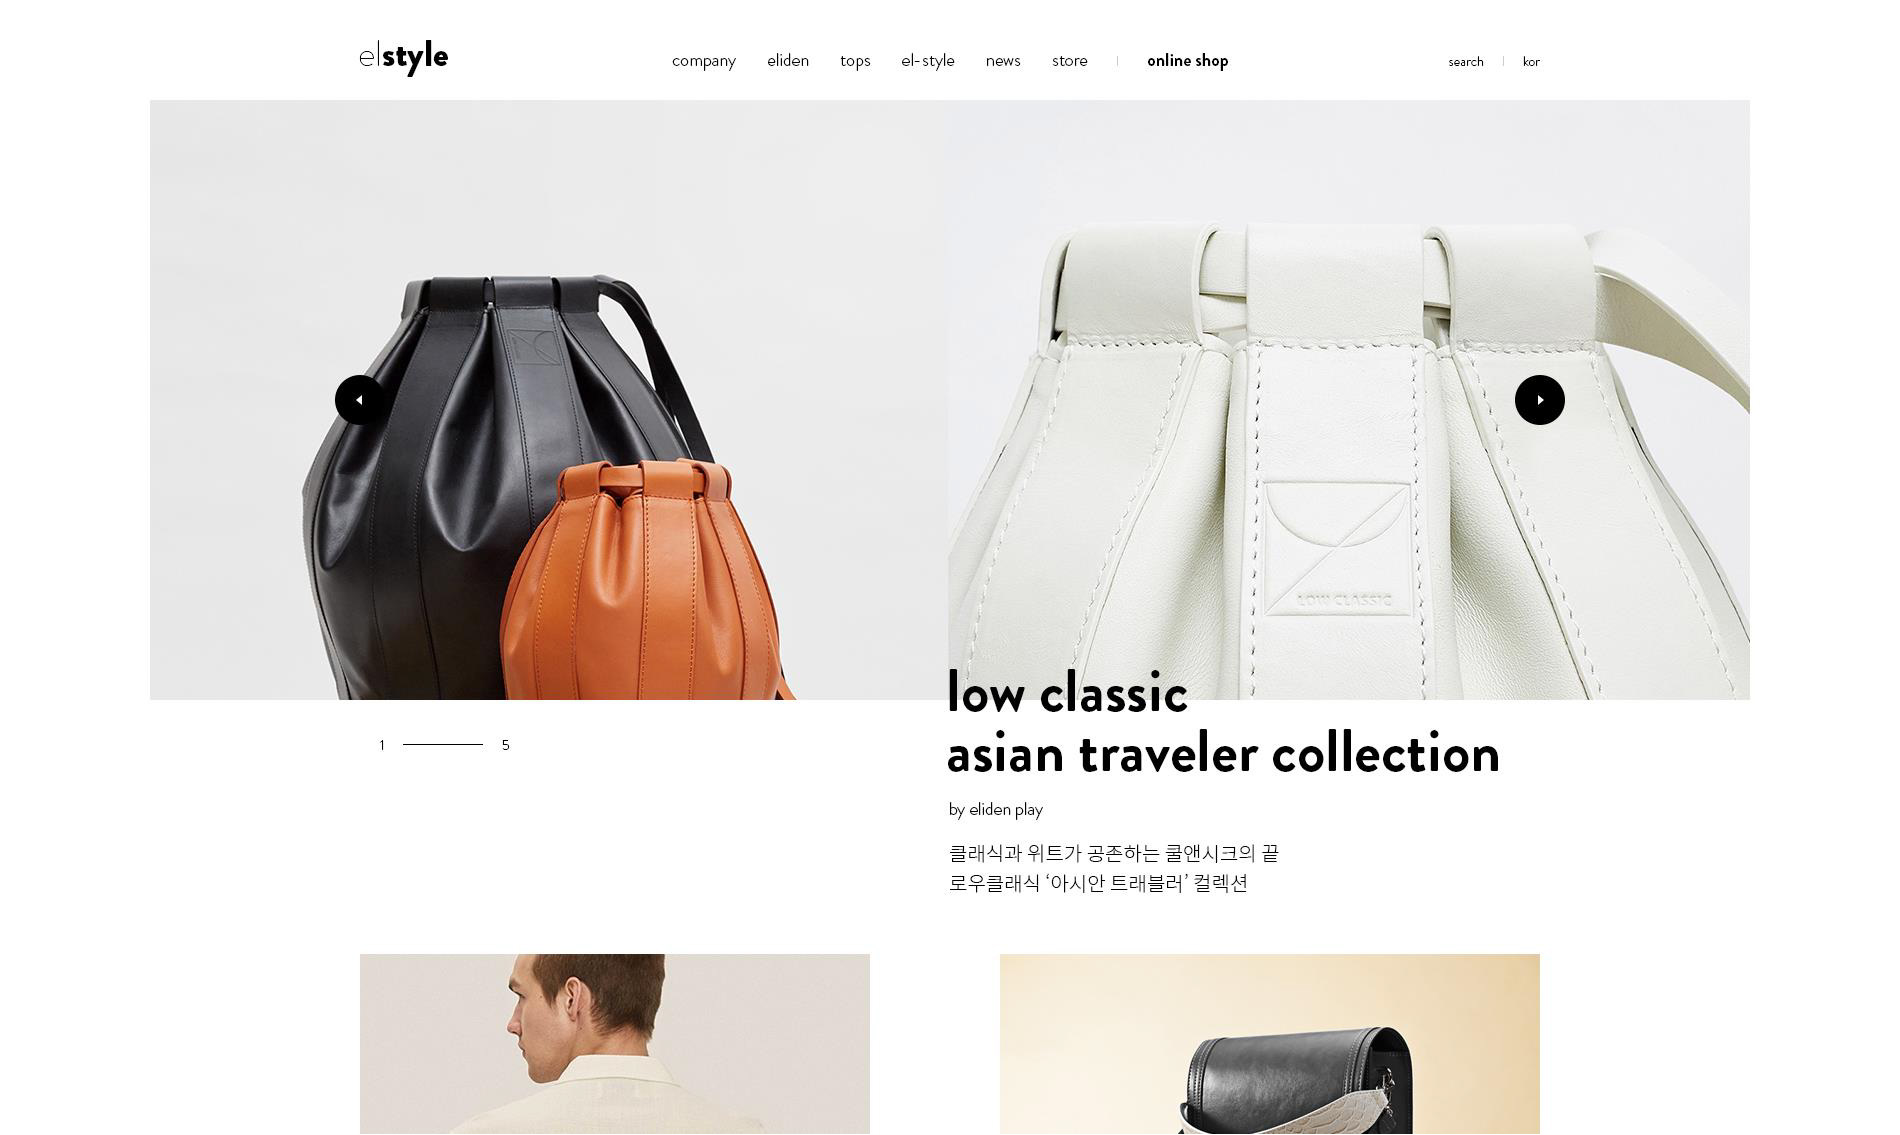 elstyle
company eliden tops el-style news store online shop
search kor
LOW CLASSIC
low classic
asian traveler collection
1 5
by eliden play
클래식과 위트가 공존하는 쿨앤시크의 끝
로우클래식 ‘아시안 트래블러’ 컬렉션